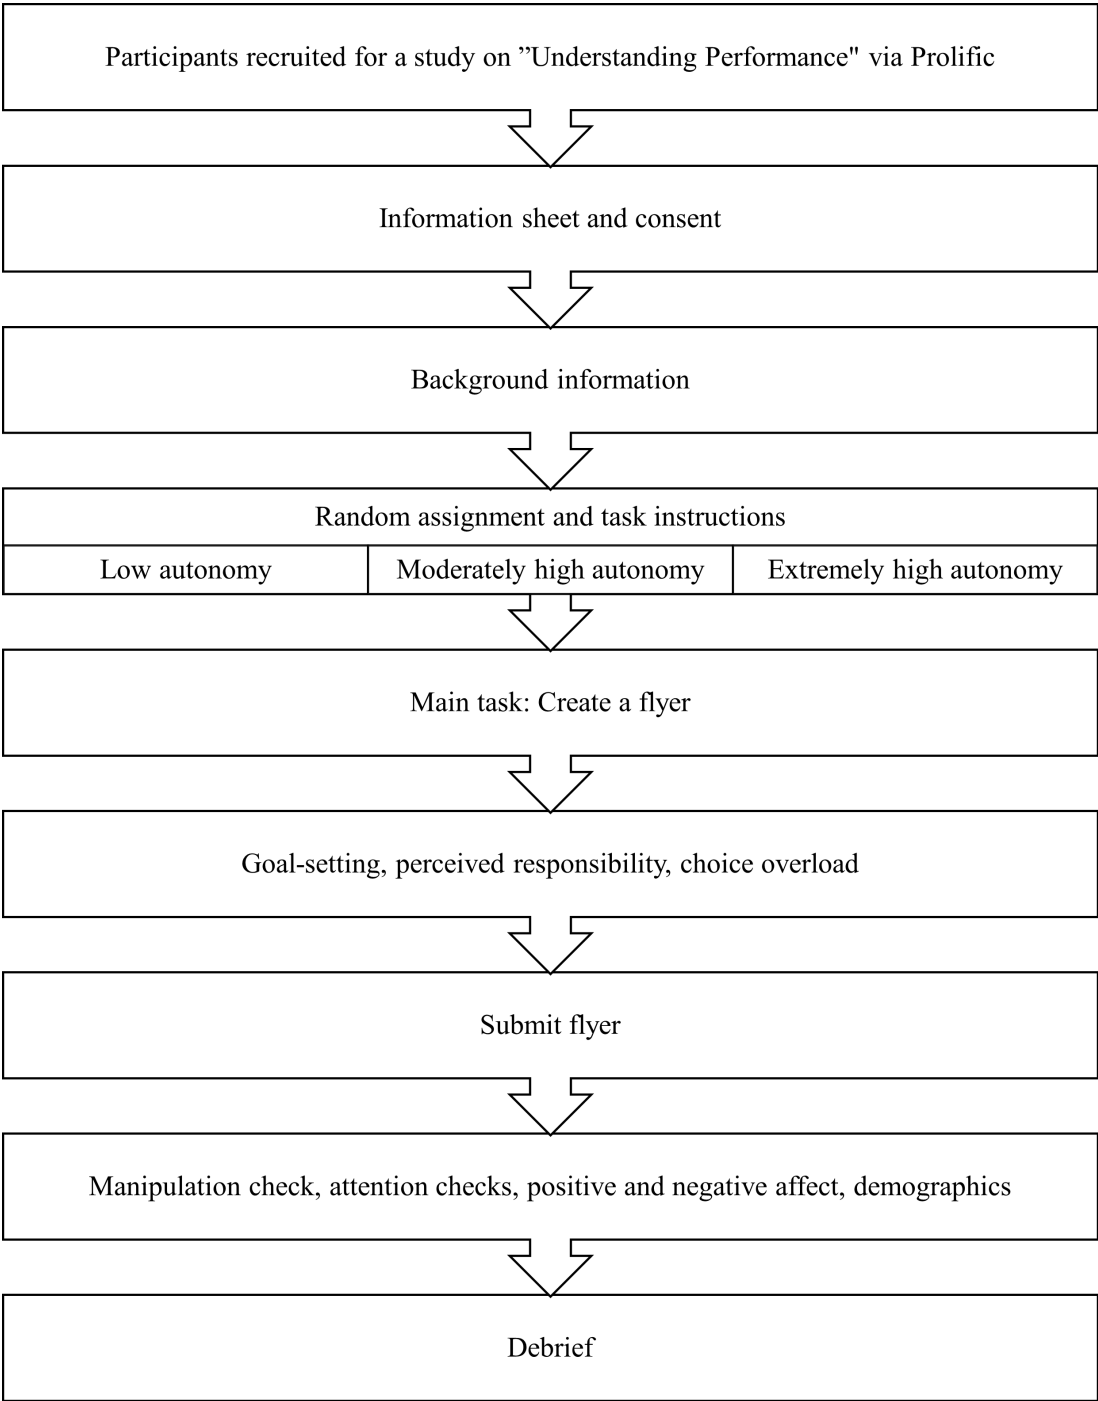 Participants recruited for a study on ”Understanding Performance" via Prolific
Information sheet and consent
Background information
Random assignment and task instructions
Low autonomy
Moderately high autonomy
Extremely high autonomy
Main task: Create a flyer
Goal-setting, perceived responsibility, choice overload
Submit flyer
Manipulation check, attention checks, positive and negative affect, demographics
Debrief